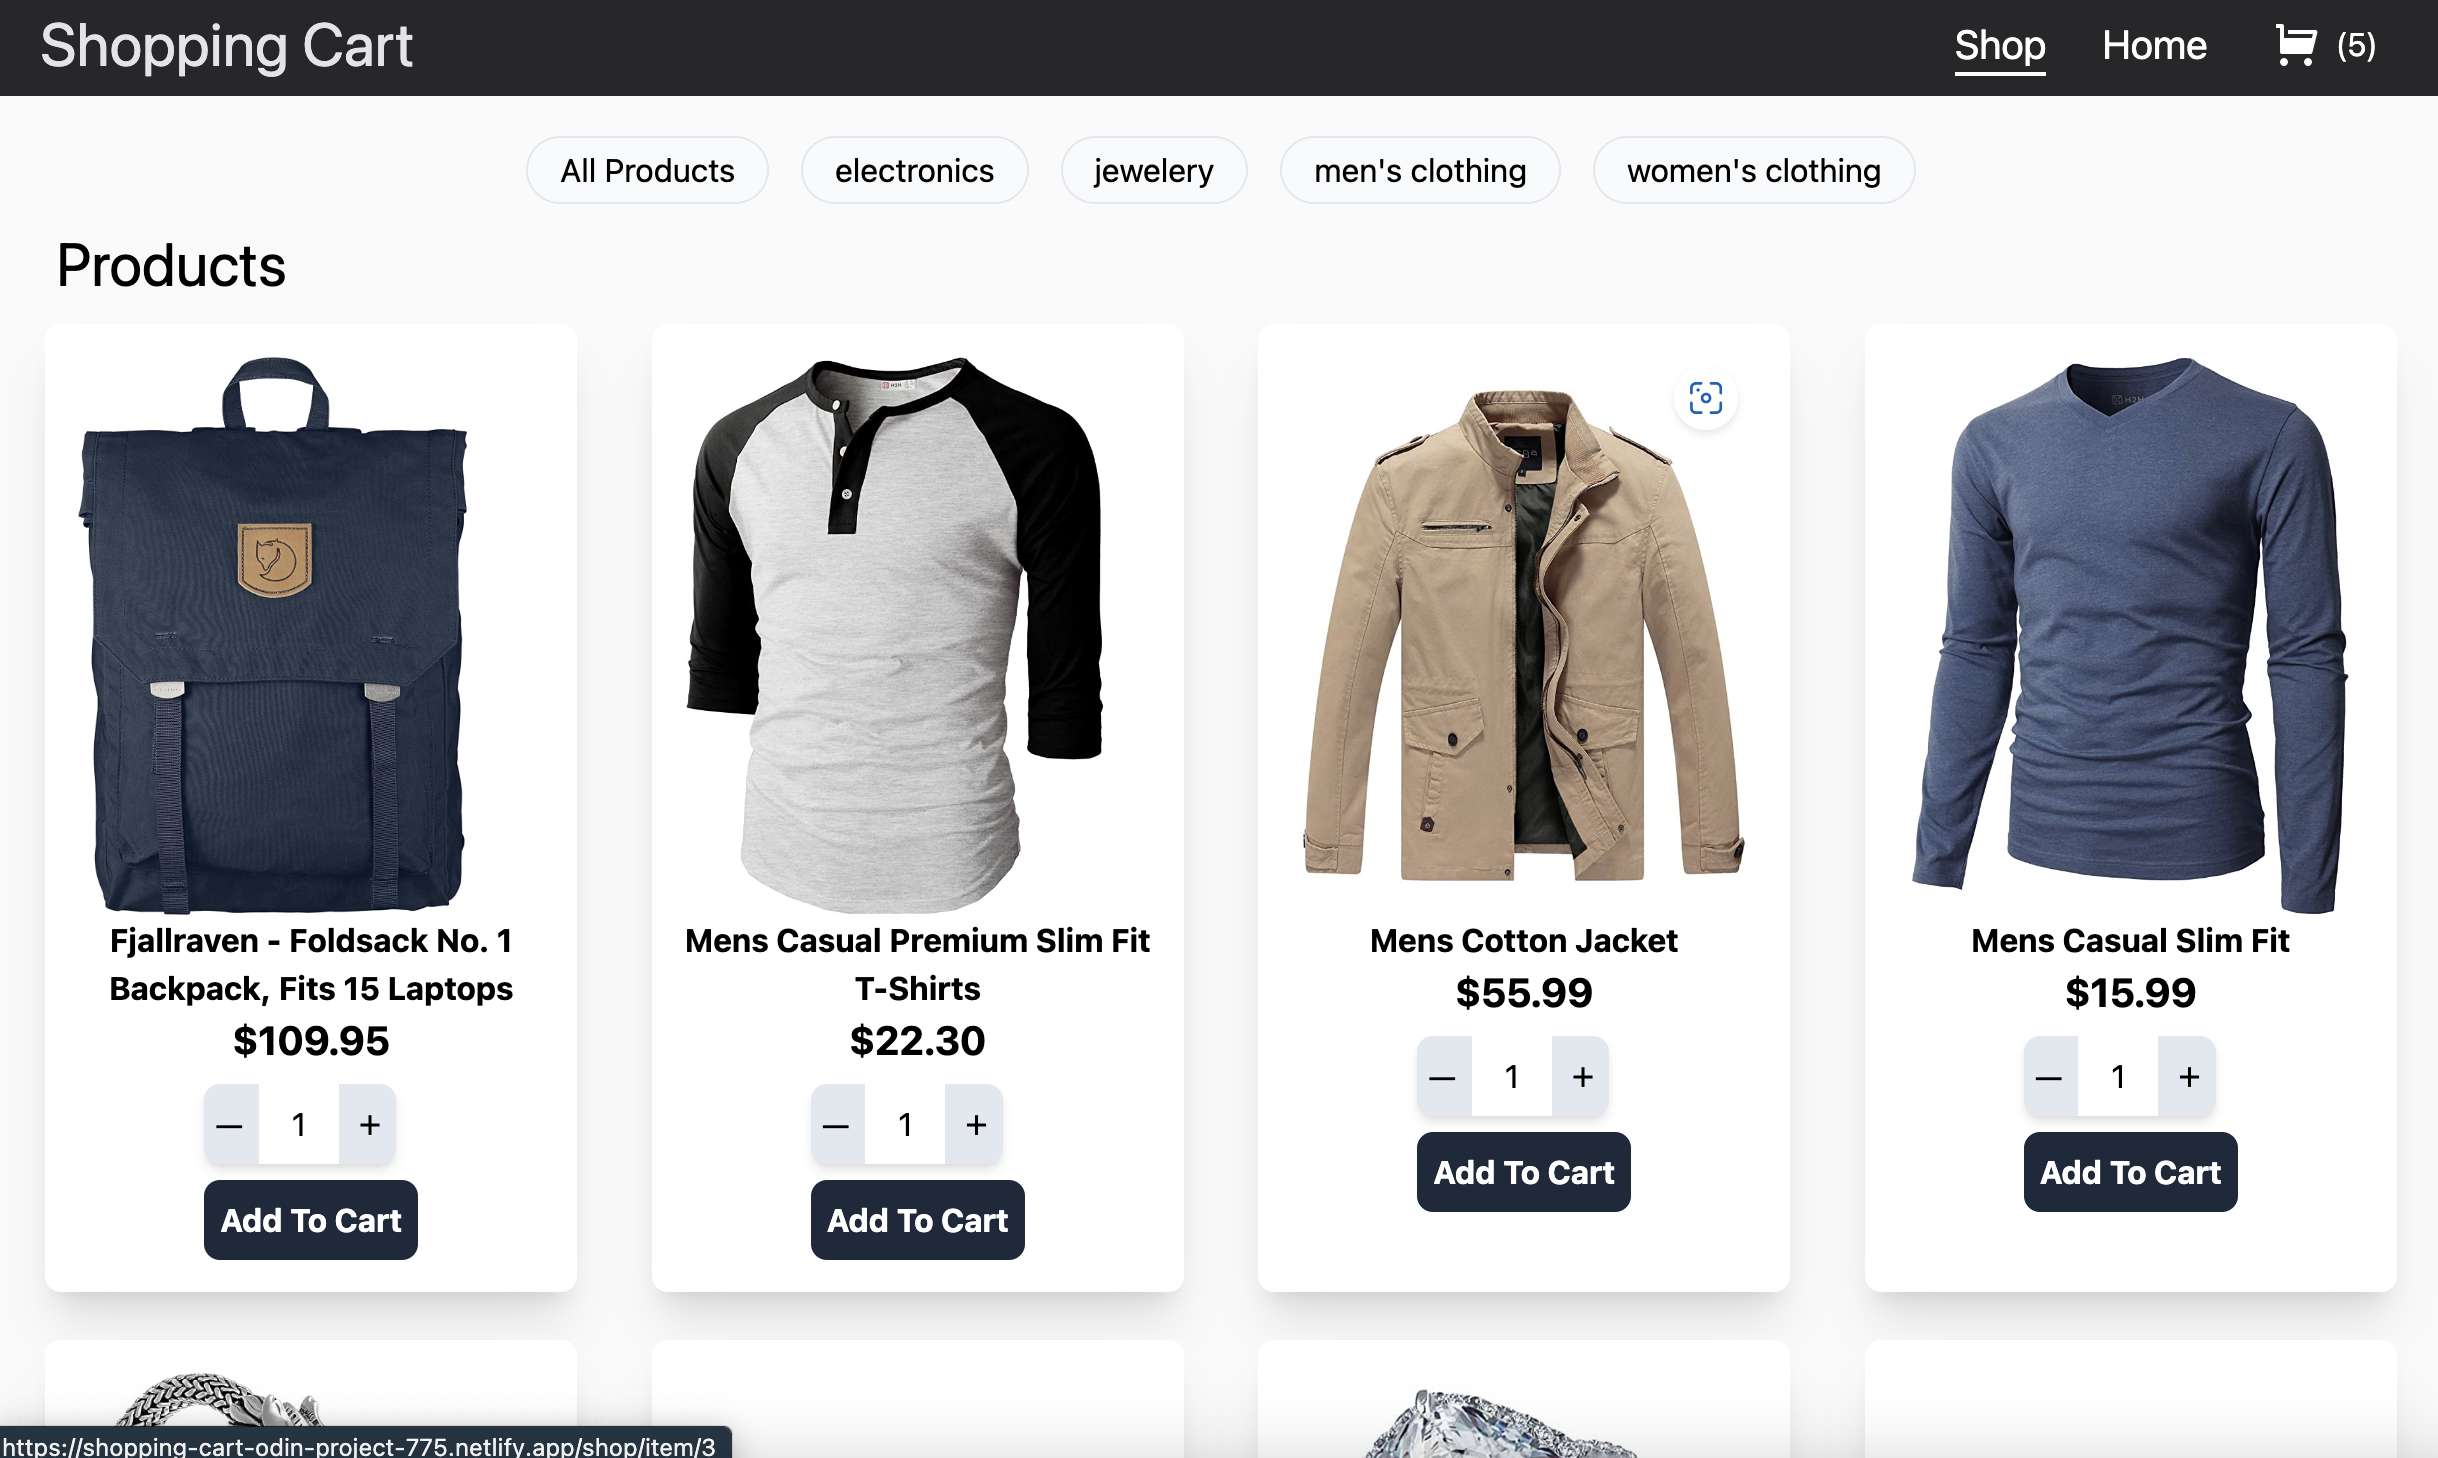 Shopping Cart
Shop Home (5)
All Products electronics jewelery men's clothing women's clothing
Products
Fjallraven - Foldsack No. 1
Backpack, Fits 15 Laptops
$109.95
– 1 +
Add To Cart
Mens Casual Premium Slim Fit
T-Shirts
$22.30
– 1 +
Add To Cart
Mens Cotton Jacket
$55.99
– 1 +
Add To Cart
Mens Casual Slim Fit
$15.99
– 1 +
Add To Cart
https://shopping-cart-odin-project-775.netlify.app/shop/item/3